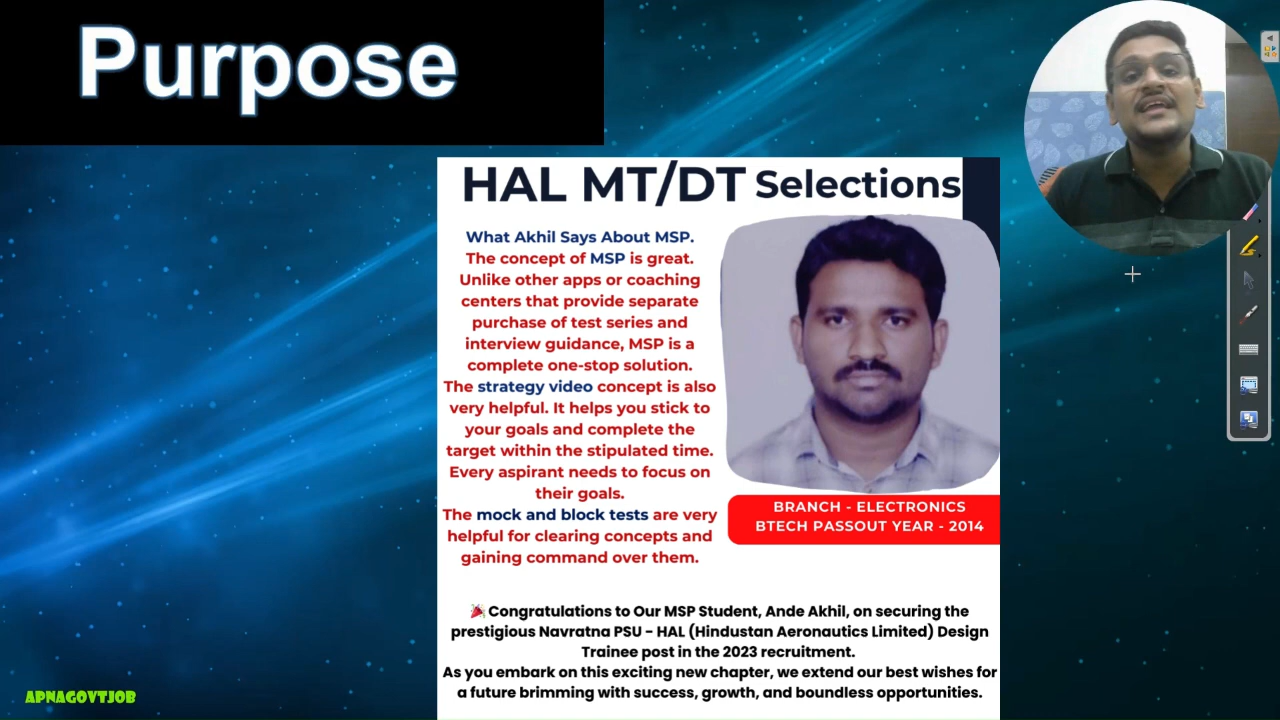 Purpose
HAL MT/DT Selections
What Akhil Says About MSP.
The concept of MSP is great.
Unlike other apps or coaching
centers that provide separate
purchase of test series and
interview guidance, MSP is a
complete one-stop solution.
The strategy video concept is also
very helpful. It helps you stick to
your goals and complete the
target within the stipulated time.
Every aspirant needs to focus on
their goals.
The mock and block tests are very
helpful for clearing concepts and
gaining command over them.
BRANCH - ELECTRONICS
BTECH PASSOUT YEAR - 2014
🎉 Congratulations to Our MSP Student, Ande Akhil, on securing the
prestigious Navratna PSU - HAL (Hindustan Aeronautics Limited) Design
Trainee post in the 2023 recruitment.
As you embark on this exciting new chapter, we extend our best wishes for
a future brimming with success, growth, and boundless opportunities.
APNAGOVTJOB